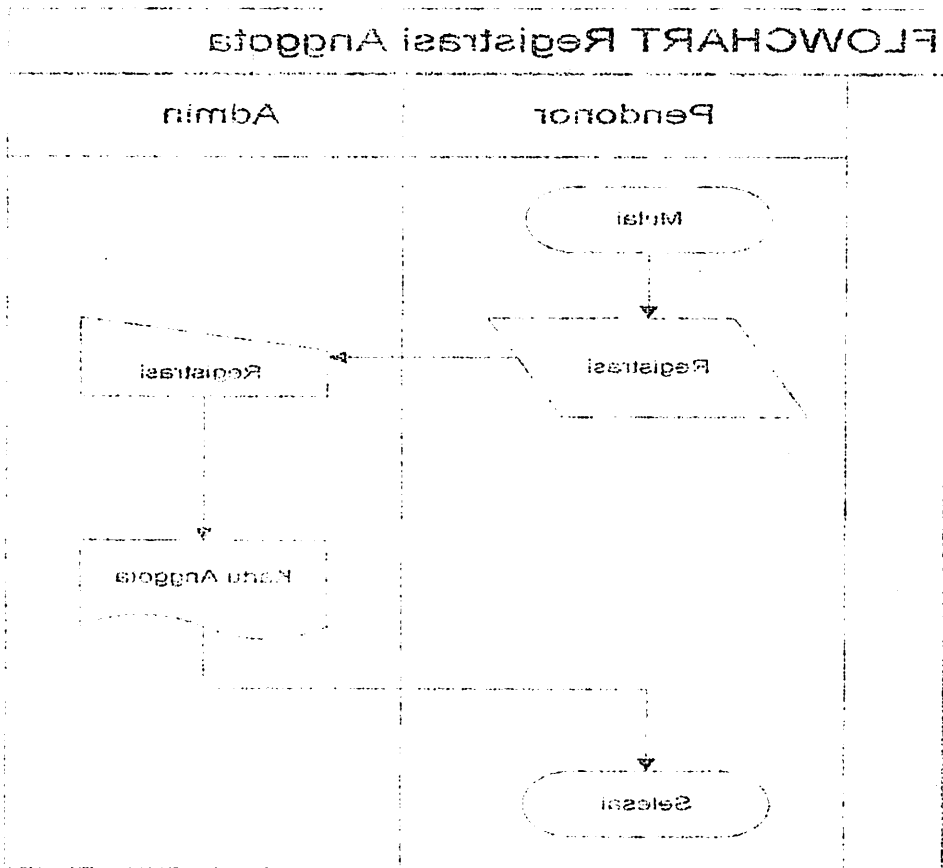 FLOWCHART Registrasi Anggota
Pendonor
Admin
Mulai
Registrasi
Registrasi
Kartu Anggota
Selesai